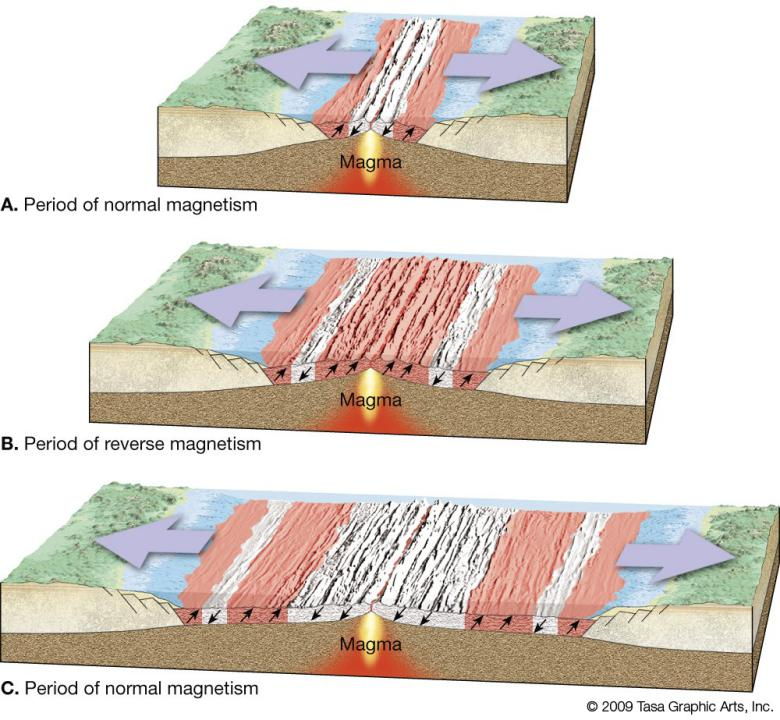 Magma
A. Period of normal magnetism
Magma
B. Period of reverse magnetism
Magma
C. Period of normal magnetism
© 2009 Tasa Graphic Arts, Inc.